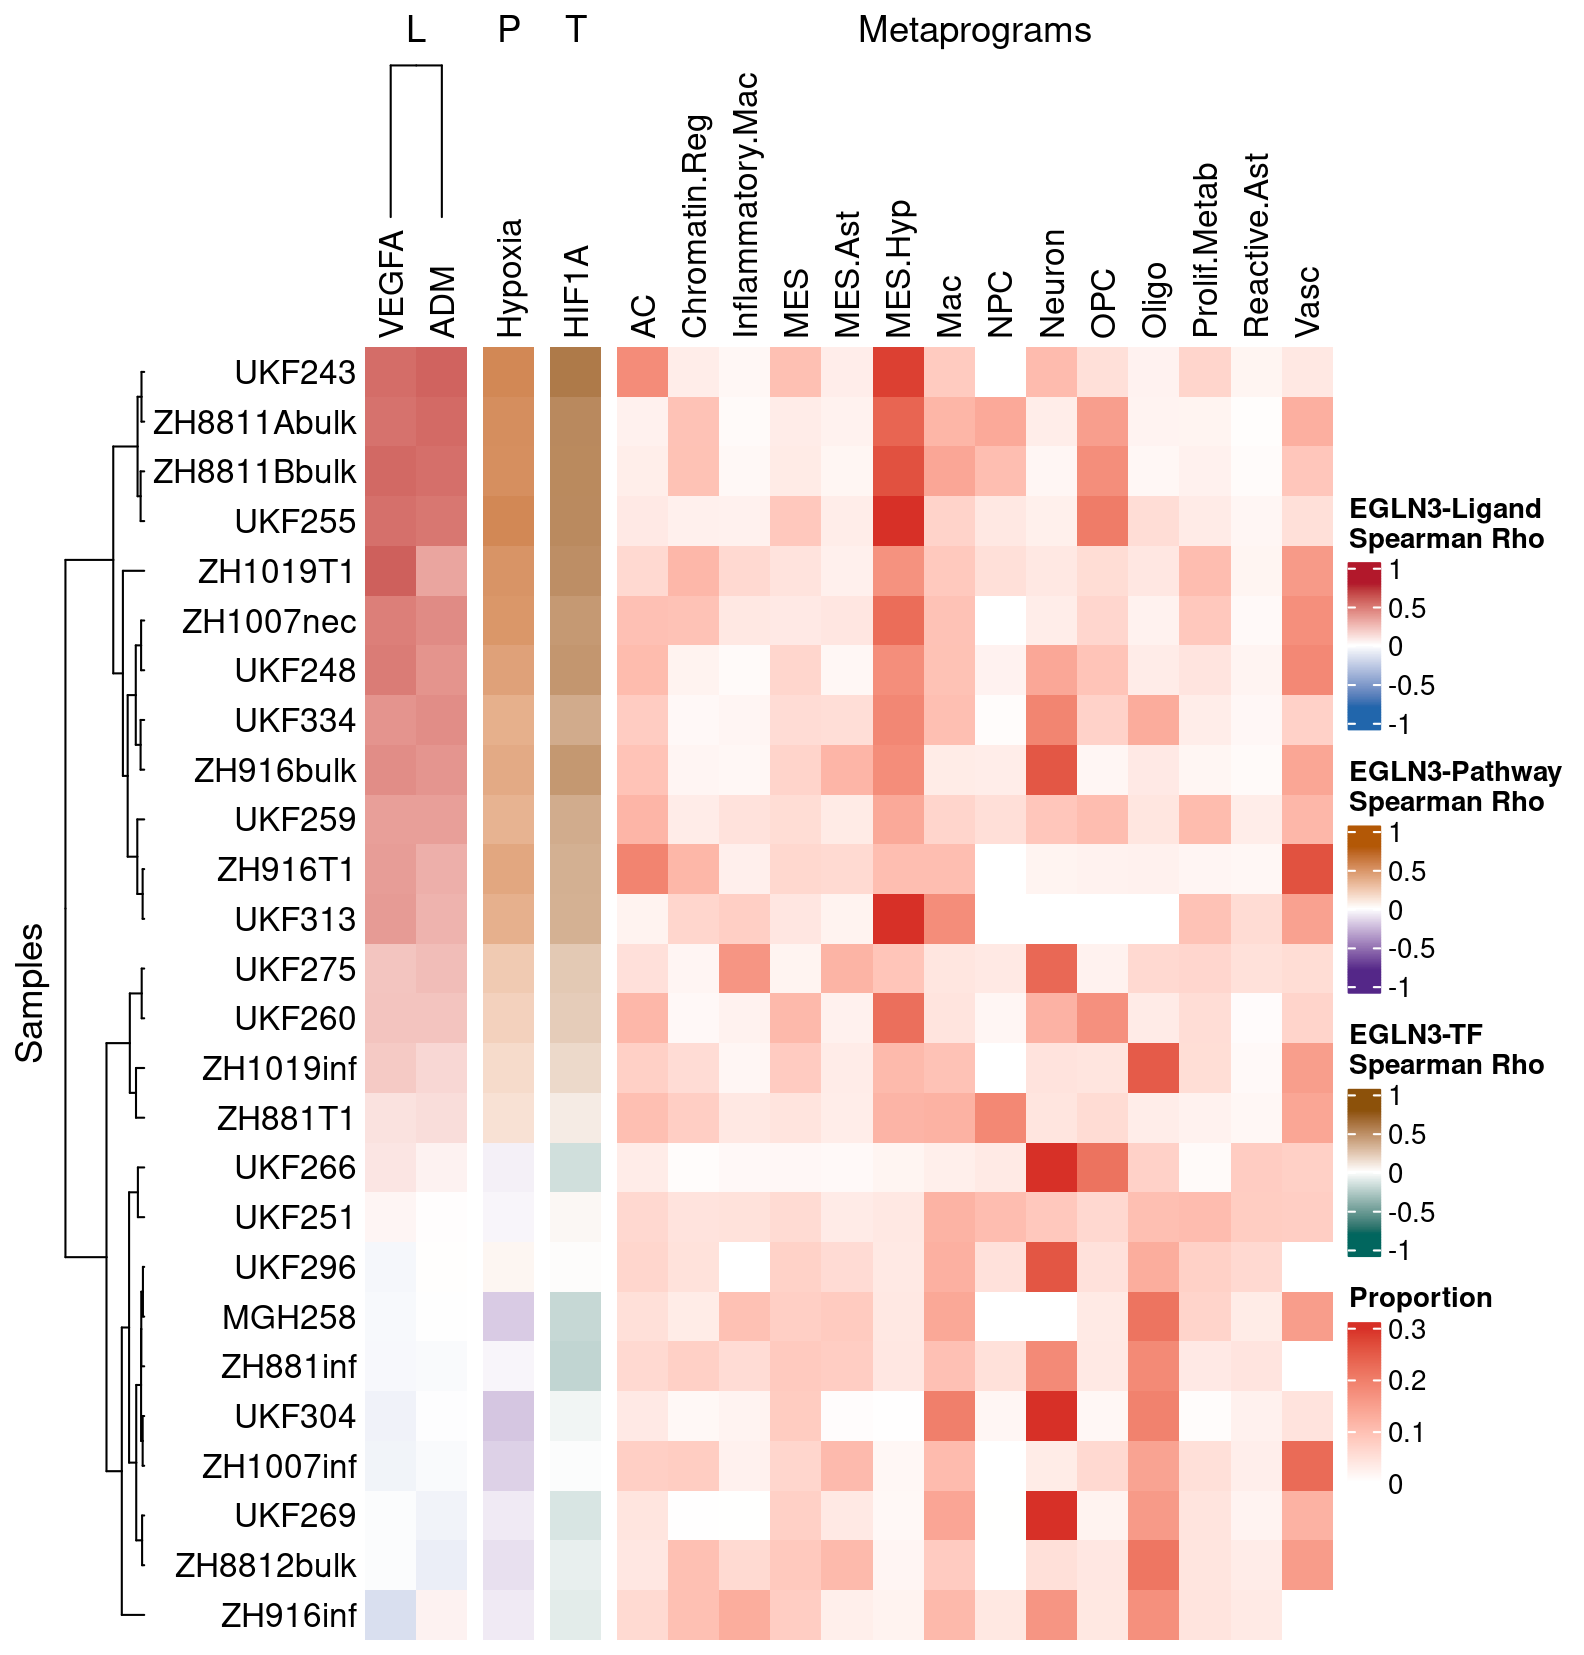 L P T Metaprograms
VEGFA
ADM
Hypoxia
HIF1A
AC
Chromatin.Reg
Inflammatory.Mac
MES
MES.Ast
MES.Hyp
Mac
NPC
Neuron
OPC
Oligo
Prolif.Metab
Reactive.Ast
Vasc
Samples
UKF243
ZH8811Abulk
ZH8811Bbulk
UKF255
ZH1019T1
ZH1007nec
UKF248
UKF334
ZH916bulk
UKF259
ZH916T1
UKF313
UKF275
UKF260
ZH1019inf
ZH881T1
UKF266
UKF251
UKF296
MGH258
ZH881inf
UKF304
ZH1007inf
UKF269
ZH8812bulk
ZH916inf
EGLN3-Ligand
Spearman Rho
1
0.5
0
-0.5
-1
EGLN3-Pathway
Spearman Rho
1
0.5
0
-0.5
-1
EGLN3-TF
Spearman Rho
1
0.5
0
-0.5
-1
Proportion
0.3
0.2
0.1
0